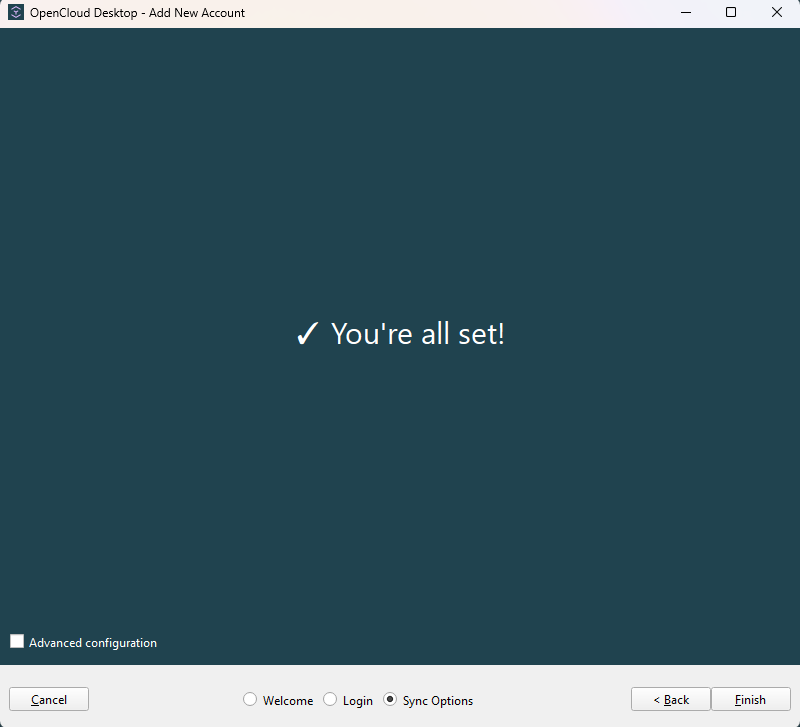 OpenCloud Desktop - Add New Account
✓ You're all set!
Advanced configuration
Cancel
Welcome
Login
Sync Options
< Back
Finish